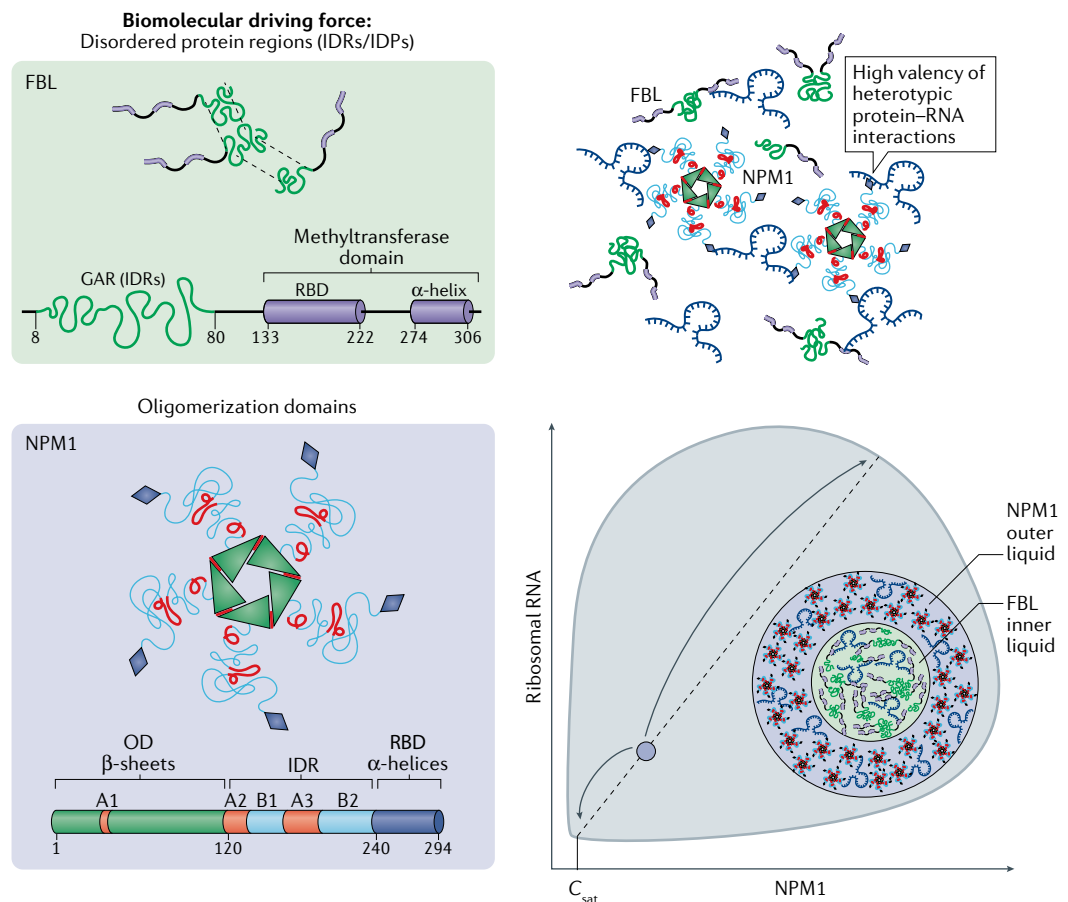 Biomolecular driving force:
Disordered protein regions (IDRs/IDPs)
FBL
GAR (IDRs)
Methyltransferase
domain
RBD
α-helix
8
80
133
222
274
306
FBL
NPM1
High valency of
heterotypic
protein–RNA
interactions
Oligomerization domains
NPM1
OD
β-sheets
IDR
RBD
α-helices
A1
A2
B1
A3
B2
1
120
240
294
Ribosomal RNA
NPM1
outer
liquid
FBL
inner
liquid
Csat
NPM1